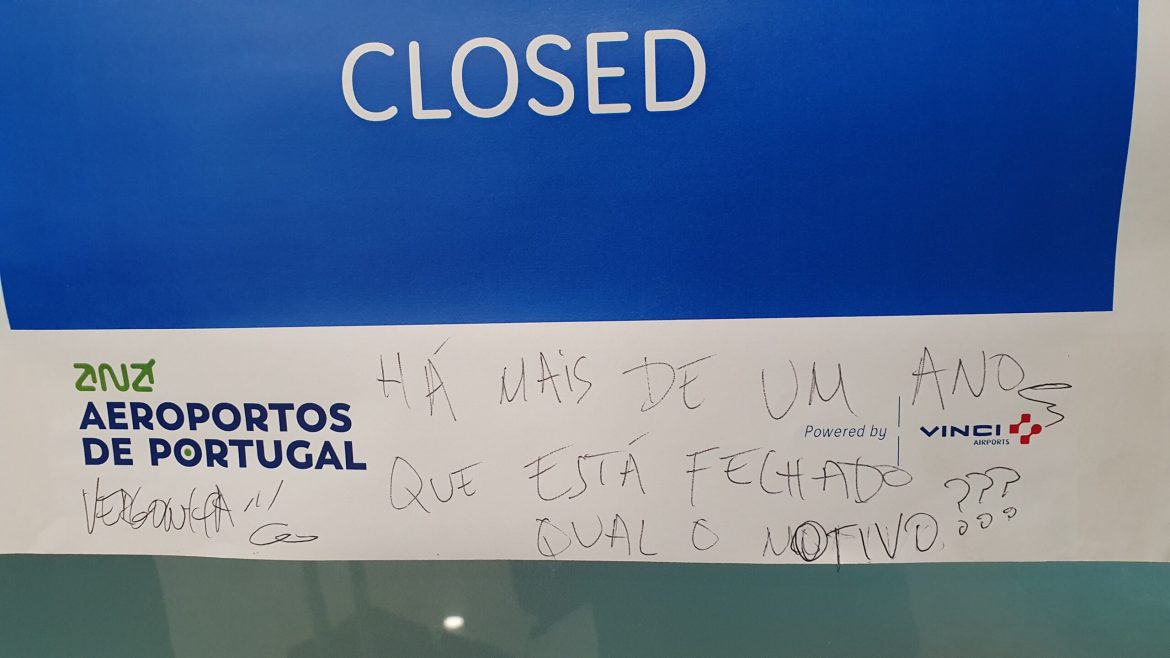 CLOSED
ANA
AEROPORTOS
DE PORTUGAL
HÁ MAIS DE UM ANO
Powered by
VINCI
AIRPORTS
QUE ESTÁ FECHADO ???
QUAL O MOTIVO
VERGONHA!!!